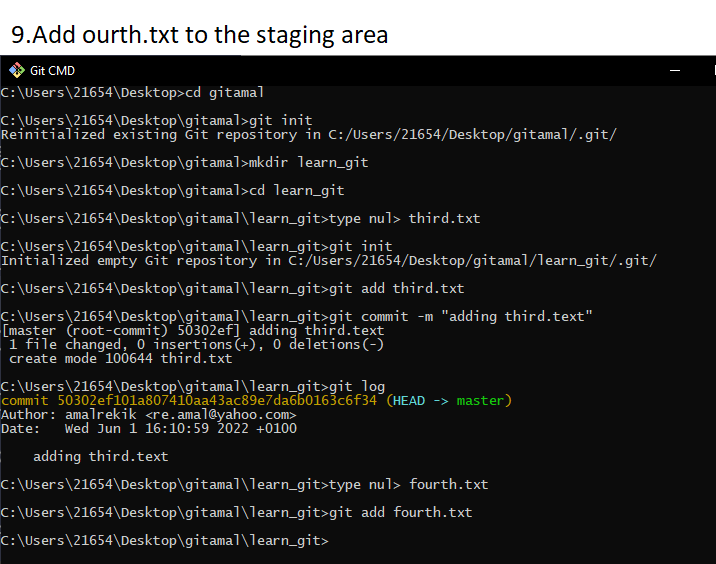 9.Add ourth.txt to the staging area
Git CMD
C:\Users\21654\Desktop>cd gitamal
C:\Users\21654\Desktop\gitamal>git init
Reinitialized existing Git repository in C:/Users/21654/Desktop/gitamal/.git/
C:\Users\21654\Desktop\gitamal>mkdir learn_git
C:\Users\21654\Desktop\gitamal>cd learn_git
C:\Users\21654\Desktop\gitamal\learn_git>type nul> third.txt
C:\Users\21654\Desktop\gitamal\learn_git>git init
Initialized empty Git repository in C:/Users/21654/Desktop/gitamal/learn_git/.git/
C:\Users\21654\Desktop\gitamal\learn_git>git add third.txt
C:\Users\21654\Desktop\gitamal\learn_git>git commit -m "adding third.text"
[master (root-commit) 50302ef] adding third.text
 1 file changed, 0 insertions(+), 0 deletions(-)
 create mode 100644 third.txt
C:\Users\21654\Desktop\gitamal\learn_git>git log
commit 50302ef101a807410aa43ac89e7da6b0163c6f34 (HEAD -> master)
Author: amalrekik <re.amal@yahoo.com>
Date:   Wed Jun 1 16:10:59 2022 +0100
    adding third.text
C:\Users\21654\Desktop\gitamal\learn_git>type nul> fourth.txt
C:\Users\21654\Desktop\gitamal\learn_git>git add fourth.txt
C:\Users\21654\Desktop\gitamal\learn_git>